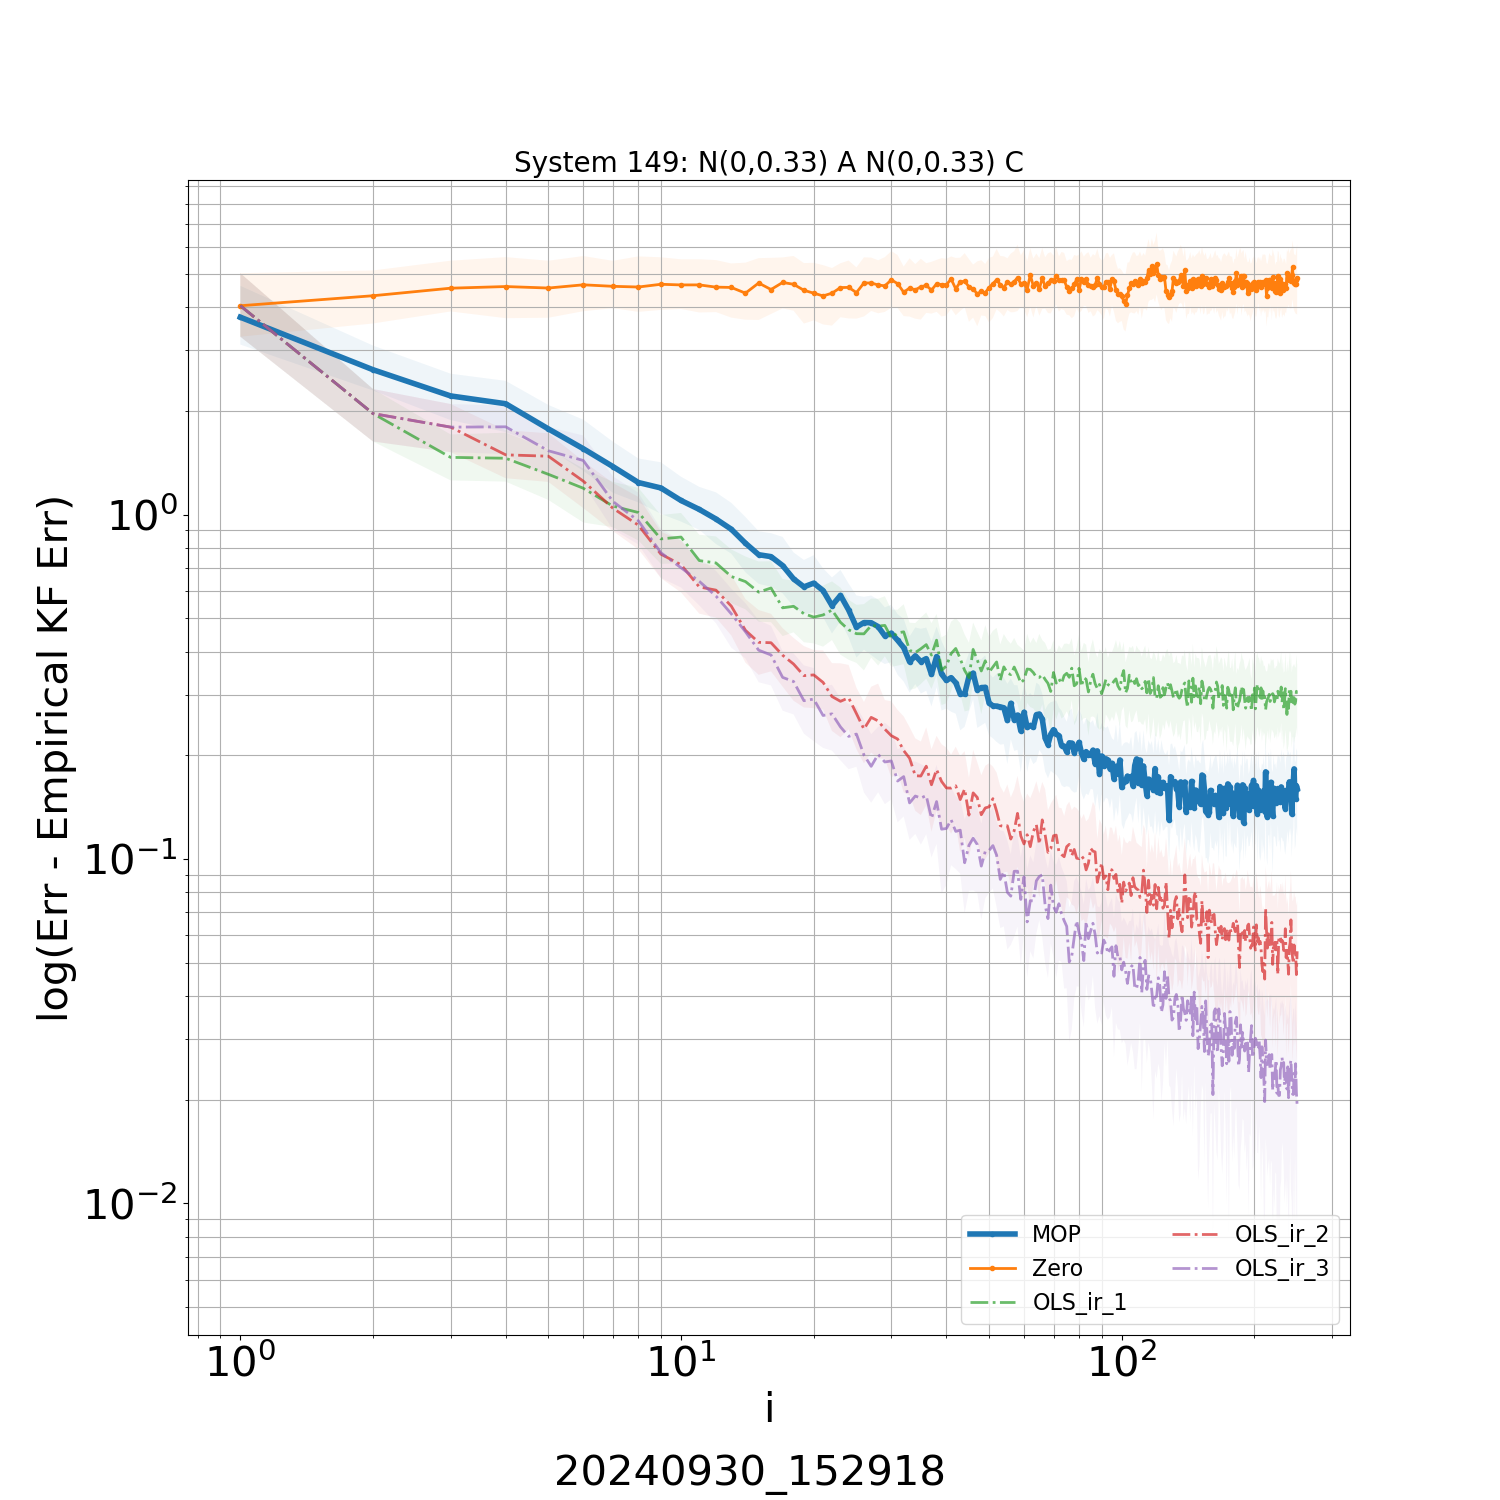 System 149: N(0,0.33) A N(0,0.33) C
log(Err - Empirical KF Err)
10⁰
10⁻¹
10⁻²
MOP
Zero
OLS_ir_1
OLS_ir_2
OLS_ir_3
10⁰ 10¹ 10²
i
20240930_152918